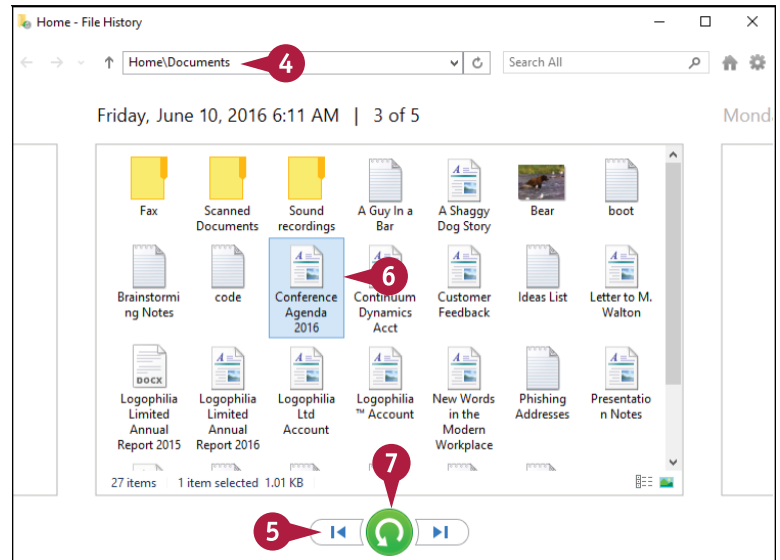 Home - File History
Home\Documents
4
Search All
Friday, June 10, 2016 6:11 AM | 3 of 5
Monda
Fax
Scanned
Documents
Sound
recordings
A Guy In a
Bar
A Shaggy
Dog Story
Bear
boot
Brainstormi
ng Notes
code
Conference
Agenda
2016
6
Continuum
Dynamics
Acct
Customer
Feedback
Ideas List
Letter to M.
Walton
DOCX
Logophilia
Limited
Annual
Report 2015
Logophilia
Limited
Annual
Report 2016
Logophilia
Ltd
Account
Logophilia
™ Account
New Words
in the
Modern
Workplace
Phishing
Addresses
Presentatio
n Notes
27 items 1 item selected 1.01 KB
7
5